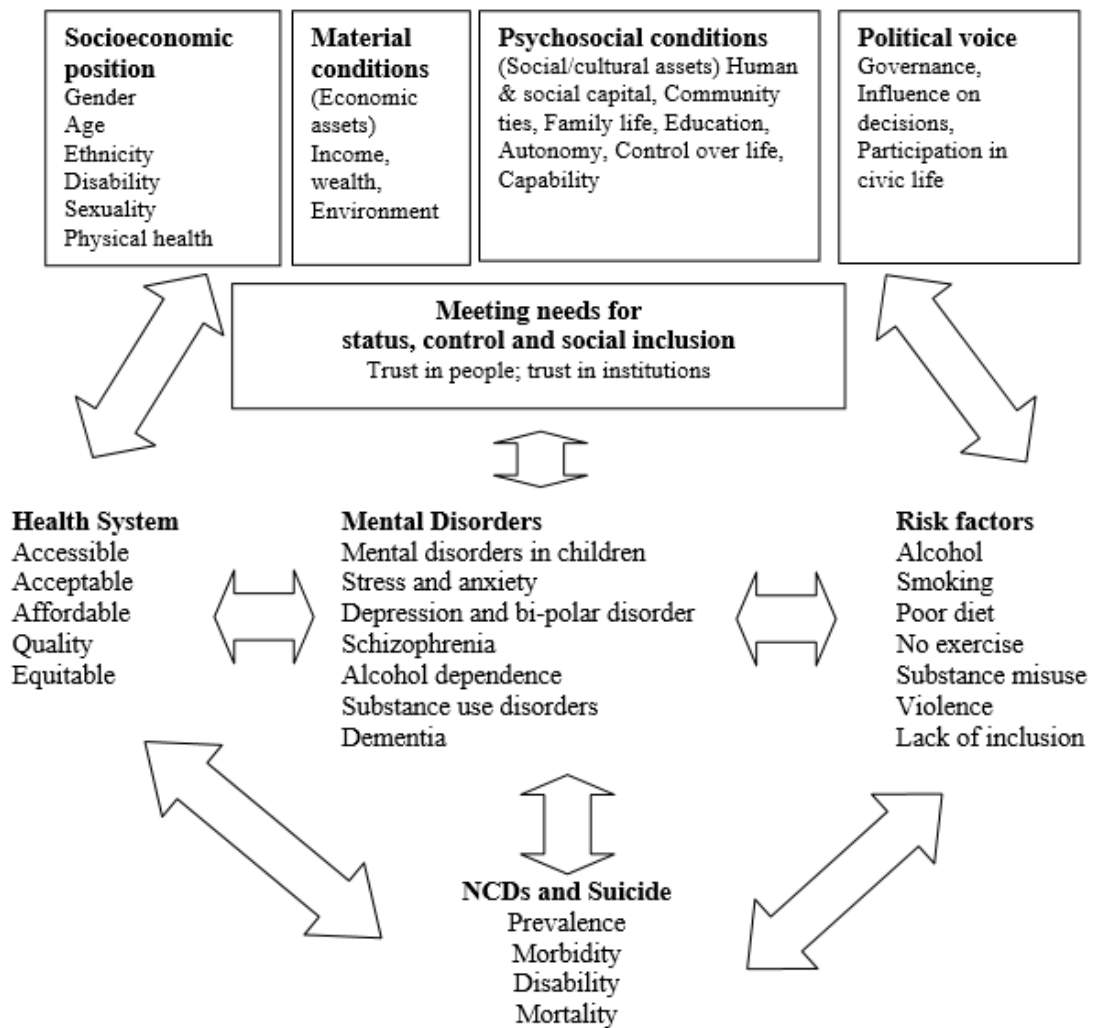 Socioeconomic
position
Gender
Age
Ethnicity
Disability
Sexuality
Physical health
Material
conditions
(Economic
assets)
Income,
wealth,
Environment
Psychosocial conditions
(Social/cultural assets) Human
& social capital, Community
ties, Family life, Education,
Autonomy, Control over life,
Capability
Political voice
Governance,
Influence on
decisions,
Participation in
civic life
Meeting needs for
status, control and social inclusion
Trust in people; trust in institutions
Health System
Accessible
Acceptable
Affordable
Quality
Equitable
Mental Disorders
Mental disorders in children
Stress and anxiety
Depression and bi-polar disorder
Schizophrenia
Alcohol dependence
Substance use disorders
Dementia
Risk factors
Alcohol
Smoking
Poor diet
No exercise
Substance misuse
Violence
Lack of inclusion
NCDs and Suicide
Prevalence
Morbidity
Disability
Mortality